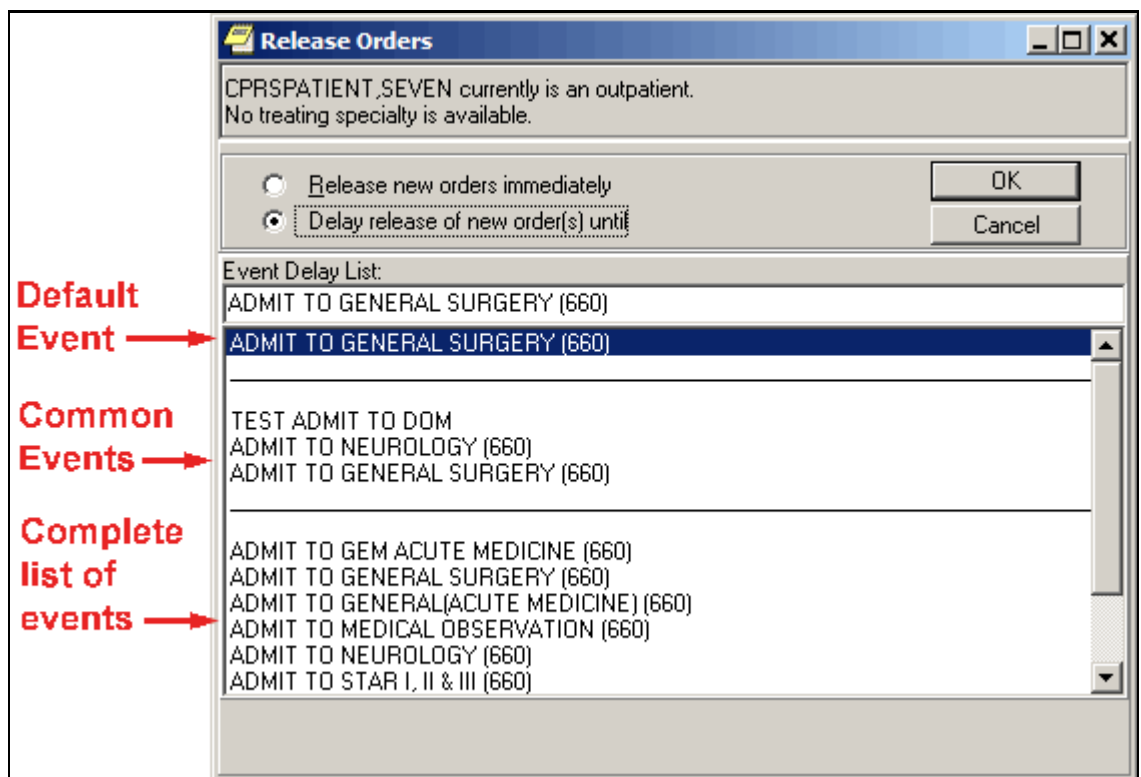 Release Orders
CPRSPATIENT,SEVEN currently is an outpatient.
No treating specialty is available.
Release new orders immediately
OK
Delay release of new order(s) until
Cancel
Event Delay List:
ADMIT TO GENERAL SURGERY (660)
Default
Event
ADMIT TO GENERAL SURGERY (660)
Common
Events
TEST ADMIT TO DOM
ADMIT TO NEUROLOGY (660)
ADMIT TO GENERAL SURGERY (660)
Complete
list of
events
ADMIT TO GEM ACUTE MEDICINE (660)
ADMIT TO GENERAL SURGERY (660)
ADMIT TO GENERAL(ACUTE MEDICINE) (660)
ADMIT TO MEDICAL OBSERVATION (660)
ADMIT TO NEUROLOGY (660)
ADMIT TO STAR I, II & III (660)